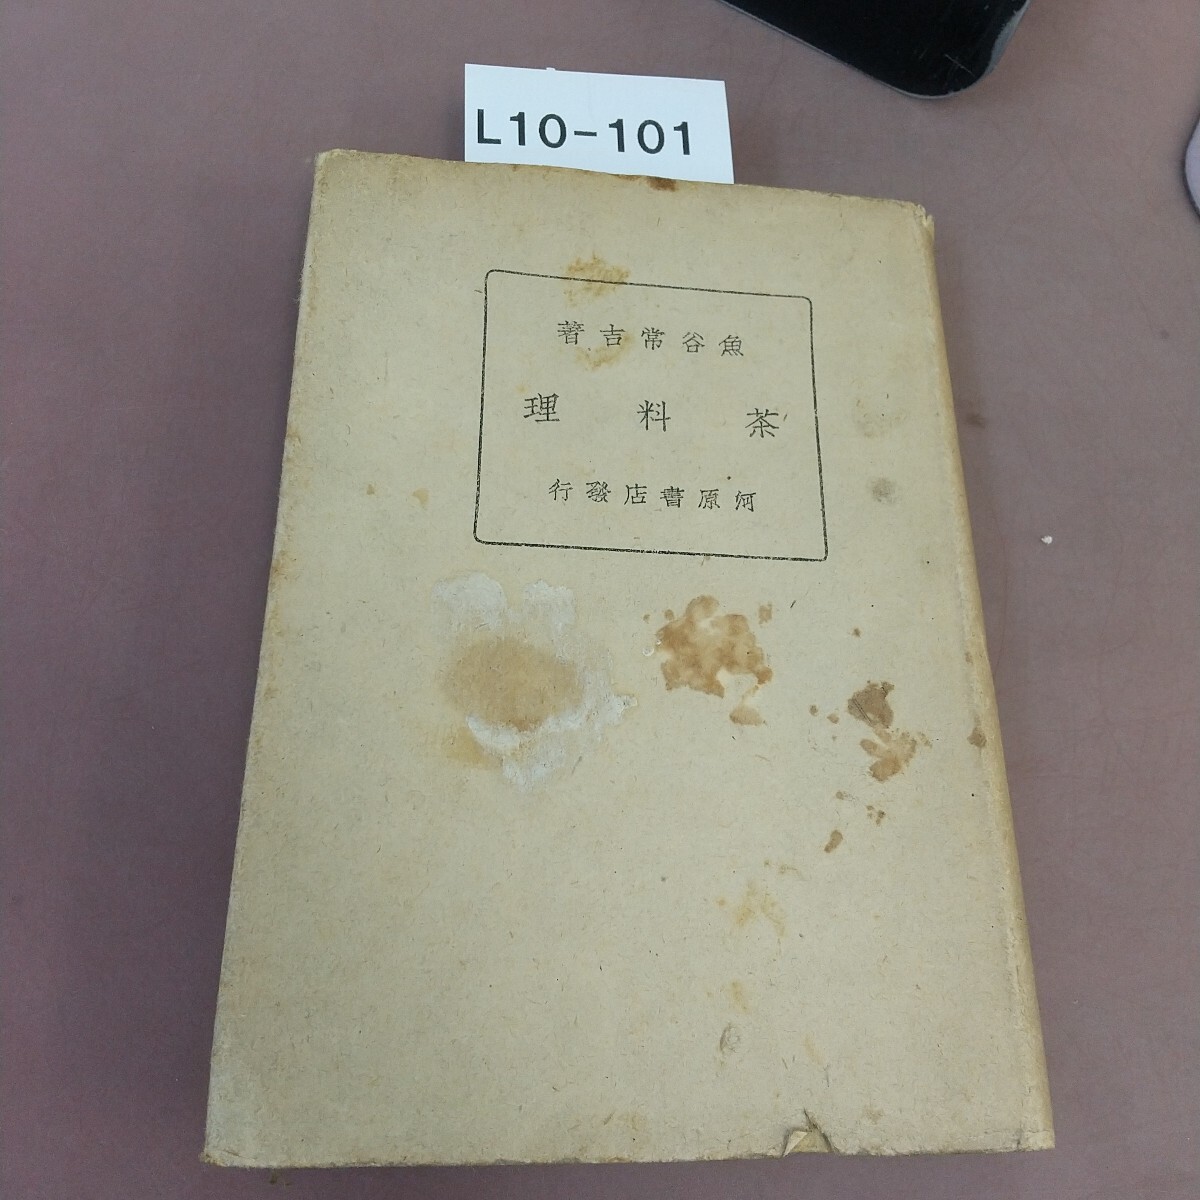 L10-101
魚谷常吉著
茶料理
河原書店發行